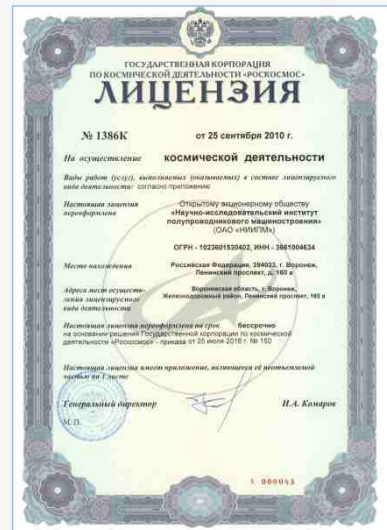 ГОСУДАРСТВЕННАЯ КОРПОРАЦИЯ
ПО КОСМИЧЕСКОЙ ДЕЯТЕЛЬНОСТИ «РОСКОСМОС»
ЛИЦЕНЗИЯ
№ 1386К от 25 сентября 2010 г.
На осуществление космической деятельности
Виды работ (услуг), выполняемых (оказываемых) в составе лицензируемого
вида деятельности: согласно приложению
Настоящая лицензия Открытому акционерному обществу
переоформлена «Научно-исследовательский институт
полупроводникового машиностроения»
(ОАО «НИИПМ»)
ОГРН - 1023601530402, ИНН - 3661004634
Место нахождения Российская Федерация, 394033, г. Воронеж,
Ленинский проспект, д. 160 а
Адреса мест осуществ- Воронежская область, г. Воронеж,
ления лицензируемого Железнодорожный район, Ленинский проспект, 160 а
вида деятельности
Настоящая лицензия переоформлена на срок бессрочно
на основании решения Государственной корпорации по космической
деятельности «Роскосмос» - приказа от 25 июля 2016 г. № 150
Настоящая лицензия имеет приложение, являющееся её неотъемлемой
частью на 1 листе
Генеральный директор И.А. Комаров
М.П.
009043